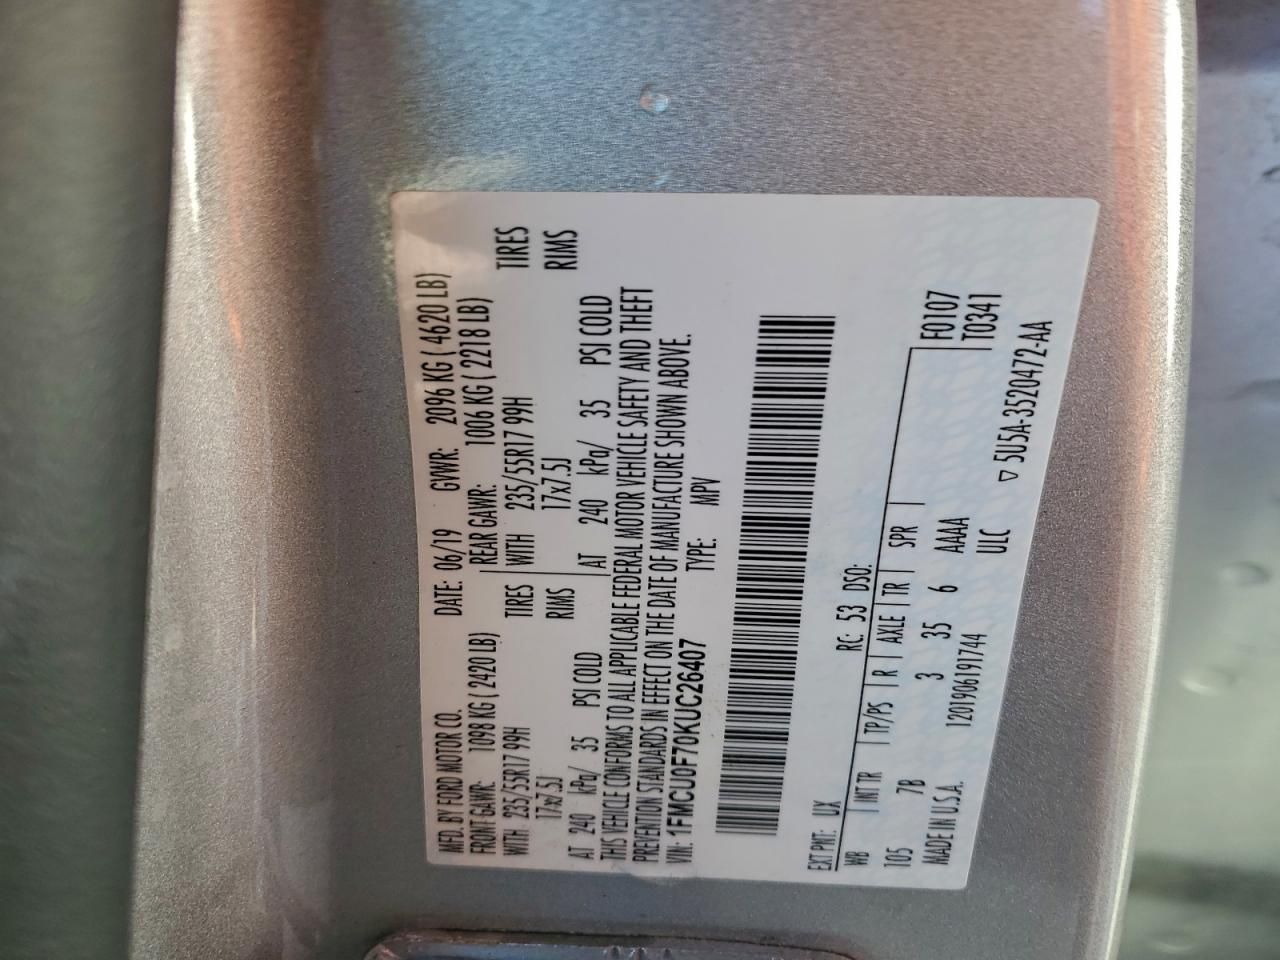 MFD. BY FORD MOTOR CO. DATE: 06/19 GVWR: 2096 KG ( 4620 LB)
FRONT GAWR: 1098 KG ( 2420 LB) REAR GAWR: 1006 KG ( 2218 LB)
WITH 235/55R17 99H TIRES WITH 235/55R17 99H TIRES
17x7.5J RIMS 17x7.5J RIMS
AT 240 kPa/ 35 PSI COLD AT 240 kPa/ 35 PSI COLD
THIS VEHICLE CONFORMS TO ALL APPLICABLE FEDERAL MOTOR VEHICLE SAFETY AND THEFT
PREVENTION STANDARDS IN EFFECT ON THE DATE OF MANUFACTURE SHOWN ABOVE.
VIN: 1FMCU0F70KUC26407 TYPE: MPV
EXT PNT: UX RC: 53 DSO:
WB INT TR TP/PS R AXLE TR SPR F0107
105 7B 3 35 6 AAAA T0341
ULC
MADE IN U.S.A. 1201906191744 ▽ 5U5A-3520472-AA